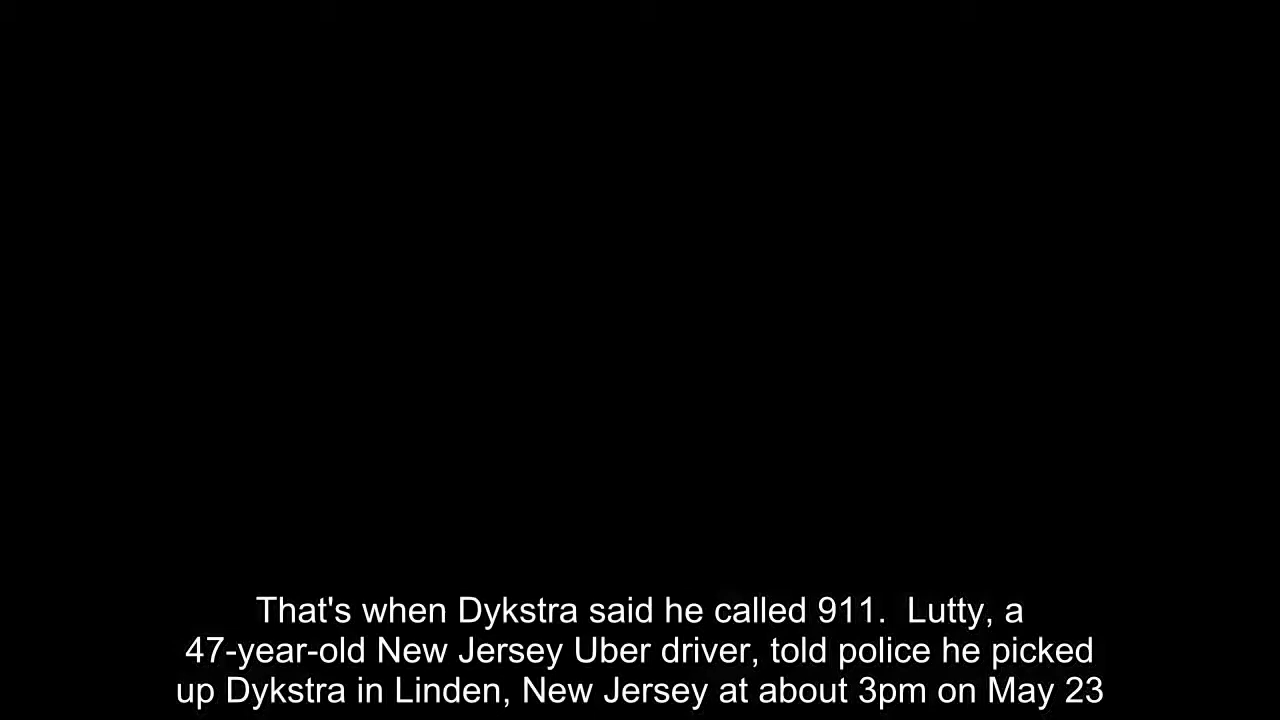 That's when Dykstra said he called 911.  Lutty, a
47-year-old New Jersey Uber driver, told police he picked
up Dykstra in Linden, New Jersey at about 3pm on May 23